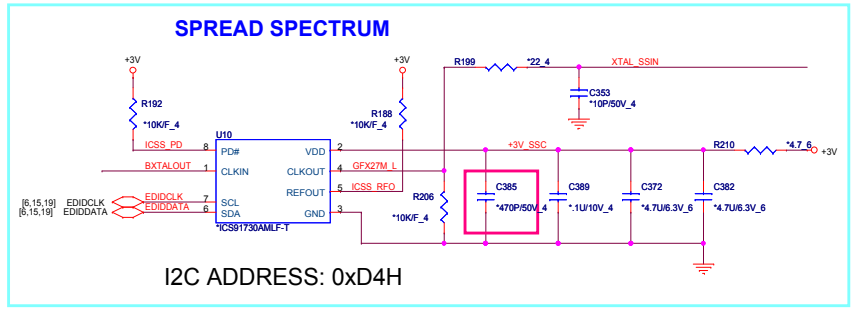 SPREAD SPECTRUM
+3V
+3V
R199
*22_4
XTAL_SSIN
R192
*10K/F_4
R188
*10K/F_4
C353
*10P/50V_4
U10
ICSS_PD
8
PD#
VDD
2
+3V_SSC
R210
*4.7_6
+3V
BXTALOUT
1
CLKIN
CLKOUT
4
GFX27M_L
REFOUT
5
ICSS_RFO
[6,15,19]
EDIDCLK
EDIDCLK
7
SCL
[6,15,19]
EDIDDATA
EDIDDATA
6
SDA
GND
3
*ICS91730AMLF-T
R206
*10K/F_4
C385
*470P/50V_4
C389
*.1U/10V_4
C372
*4.7U/6.3V_6
C382
*4.7U/6.3V_6
I2C ADDRESS: 0xD4H